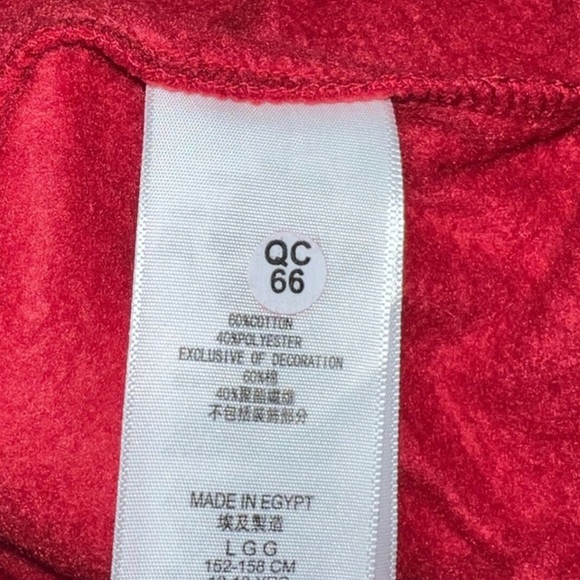 QC
66
60%COTTON
40%POLYESTER
EXCLUSIVE OF DECORATION
60%棉
40%聚酯纖維
不包括裝飾部分
MADE IN EGYPT
埃及製造
L G G
152-158 CM